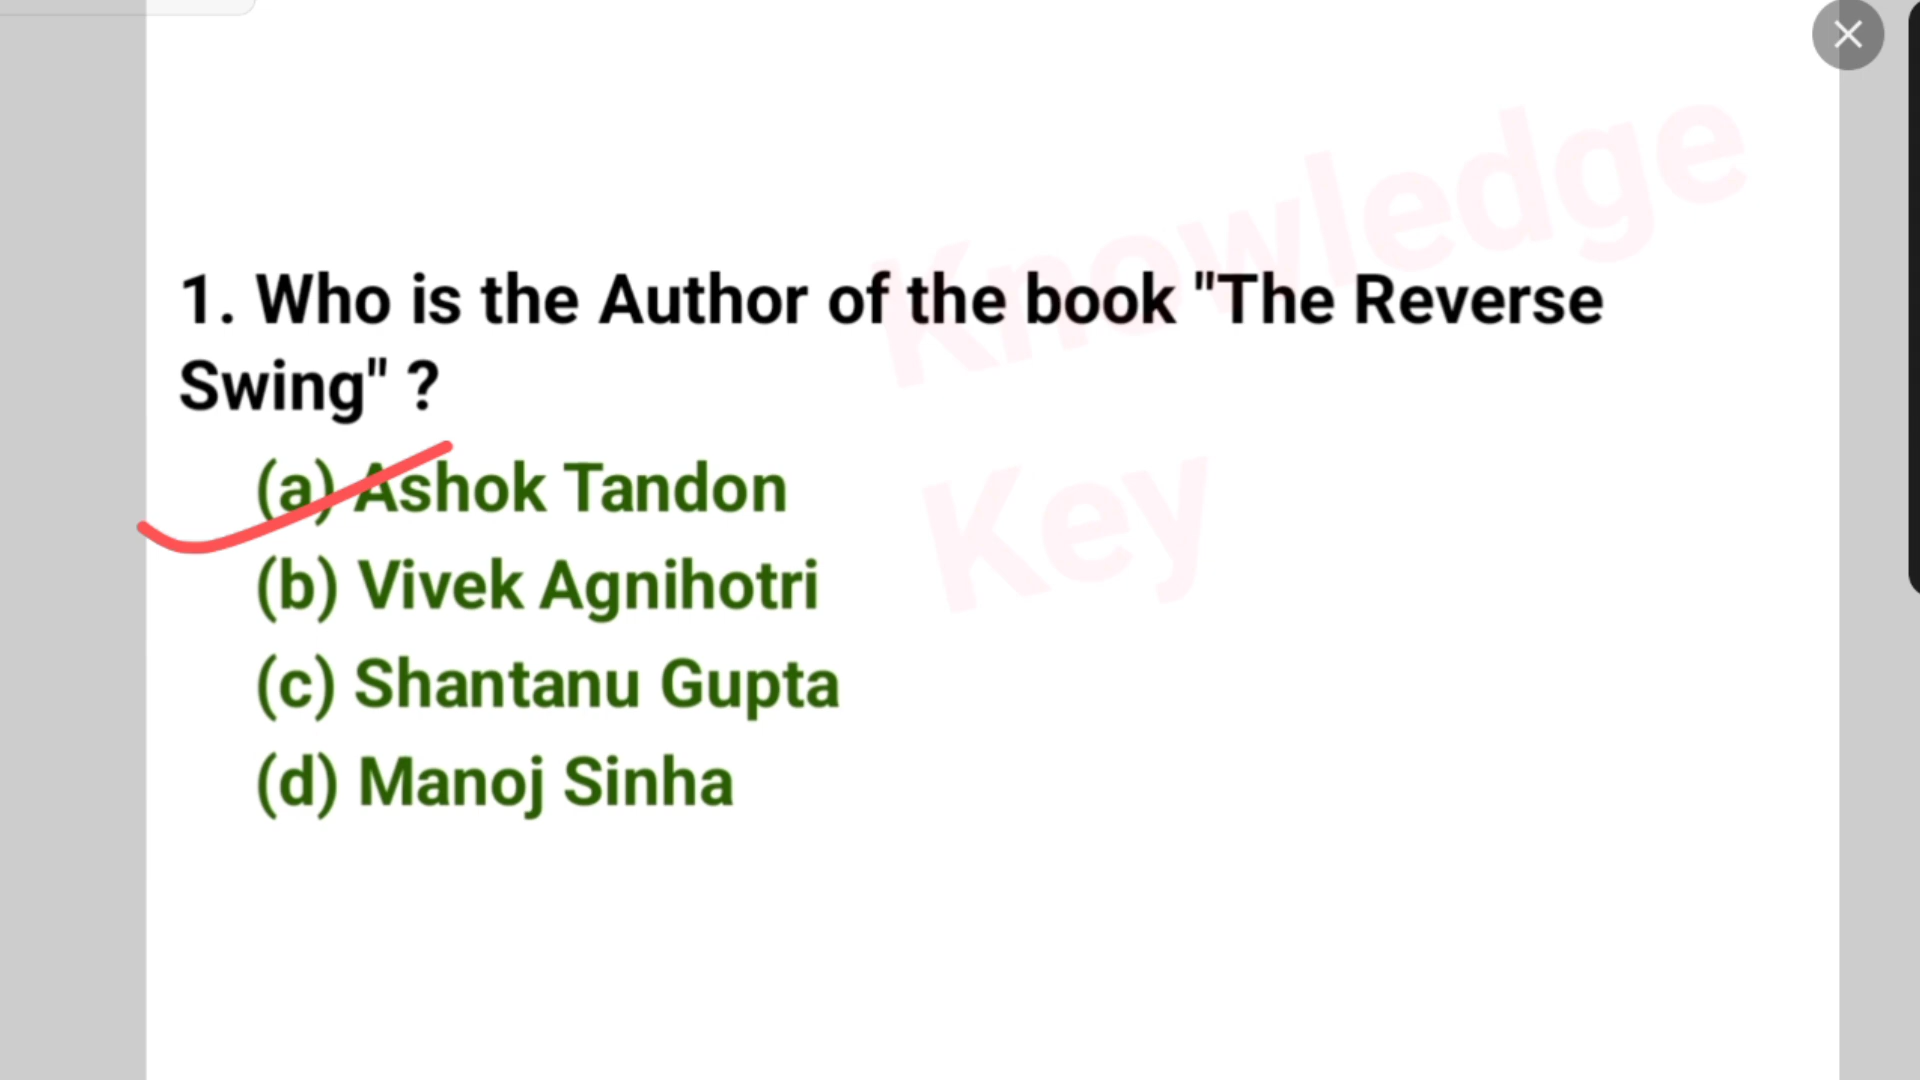 Knowledge
1. Who is the Author of the book "The Reverse
Swing" ?
Key
(a) Ashok Tandon
(b) Vivek Agnihotri
(c) Shantanu Gupta
(d) Manoj Sinha